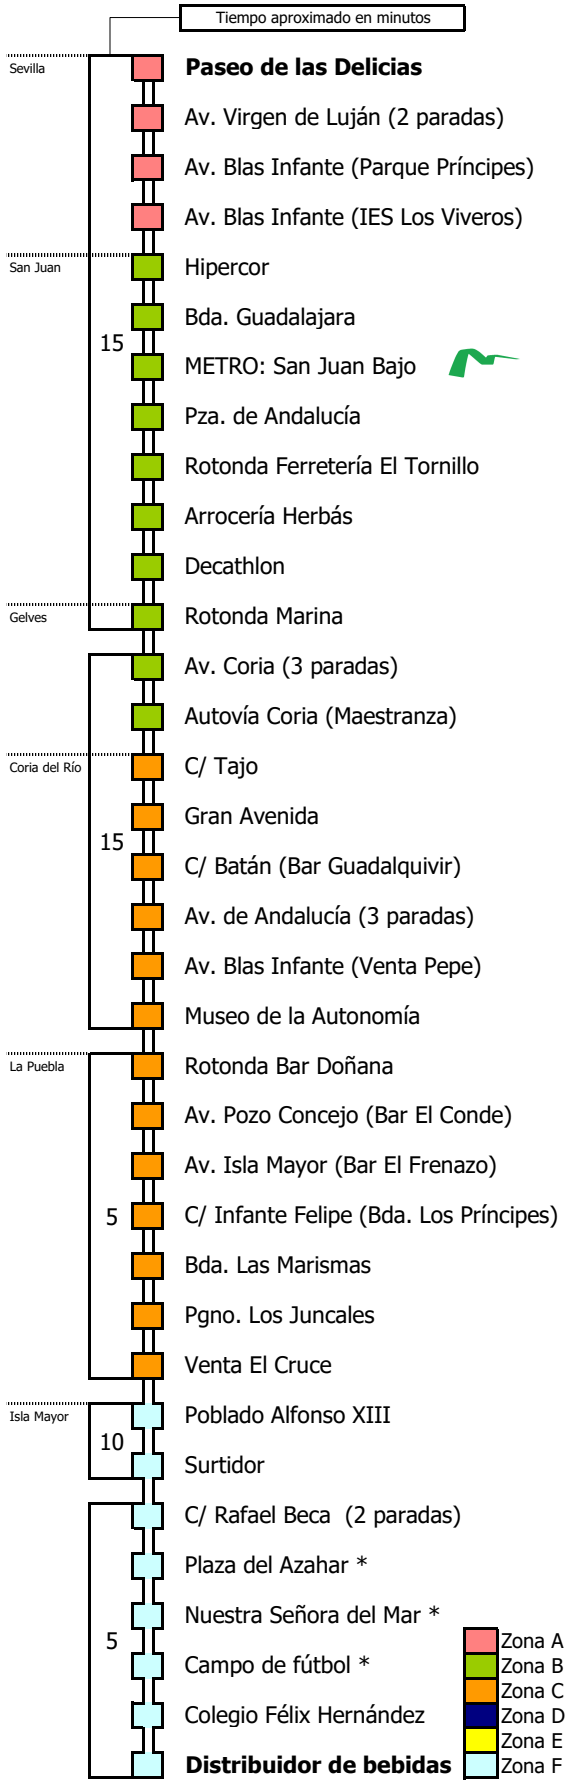 Tiempo aproximado en minutos
Sevilla
Paseo de las Delicias
Av. Virgen de Luján (2 paradas)
Av. Blas Infante (Parque Príncipes)
Av. Blas Infante (IES Los Viveros)
San Juan
Hipercor
Bda. Guadalajara
15
METRO: San Juan Bajo
Pza. de Andalucía
Rotonda Ferretería El Tornillo
Arrocería Herbás
Decathlon
Gelves
Rotonda Marina
Av. Coria (3 paradas)
Autovía Coria (Maestranza)
Coria del Río
C/ Tajo
Gran Avenida
15
C/ Batán (Bar Guadalquivir)
Av. de Andalucía (3 paradas)
Av. Blas Infante (Venta Pepe)
Museo de la Autonomía
La Puebla
Rotonda Bar Doñana
Av. Pozo Concejo (Bar El Conde)
Av. Isla Mayor (Bar El Frenazo)
5
C/ Infante Felipe (Bda. Los Príncipes)
Bda. Las Marismas
Pgno. Los Juncales
Venta El Cruce
Isla Mayor
Poblado Alfonso XIII
10
Surtidor
C/ Rafael Beca (2 paradas)
Plaza del Azahar *
Nuestra Señora del Mar *
5
Campo de fútbol *
Colegio Félix Hernández
Distribuidor de bebidas
Zona A
Zona B
Zona C
Zona D
Zona E
Zona F